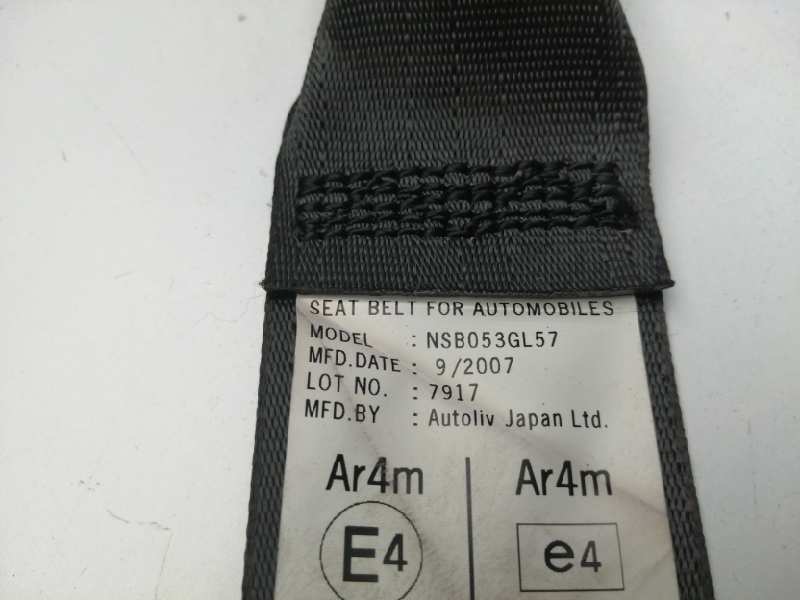 SEAT BELT FOR AUTOMOBILES
MODEL : NSB053GL57
MFD.DATE : 9/2007
LOT NO. : 7917
MFD.BY : Autoliv Japan Ltd.
Ar4m Ar4m
E4 e4